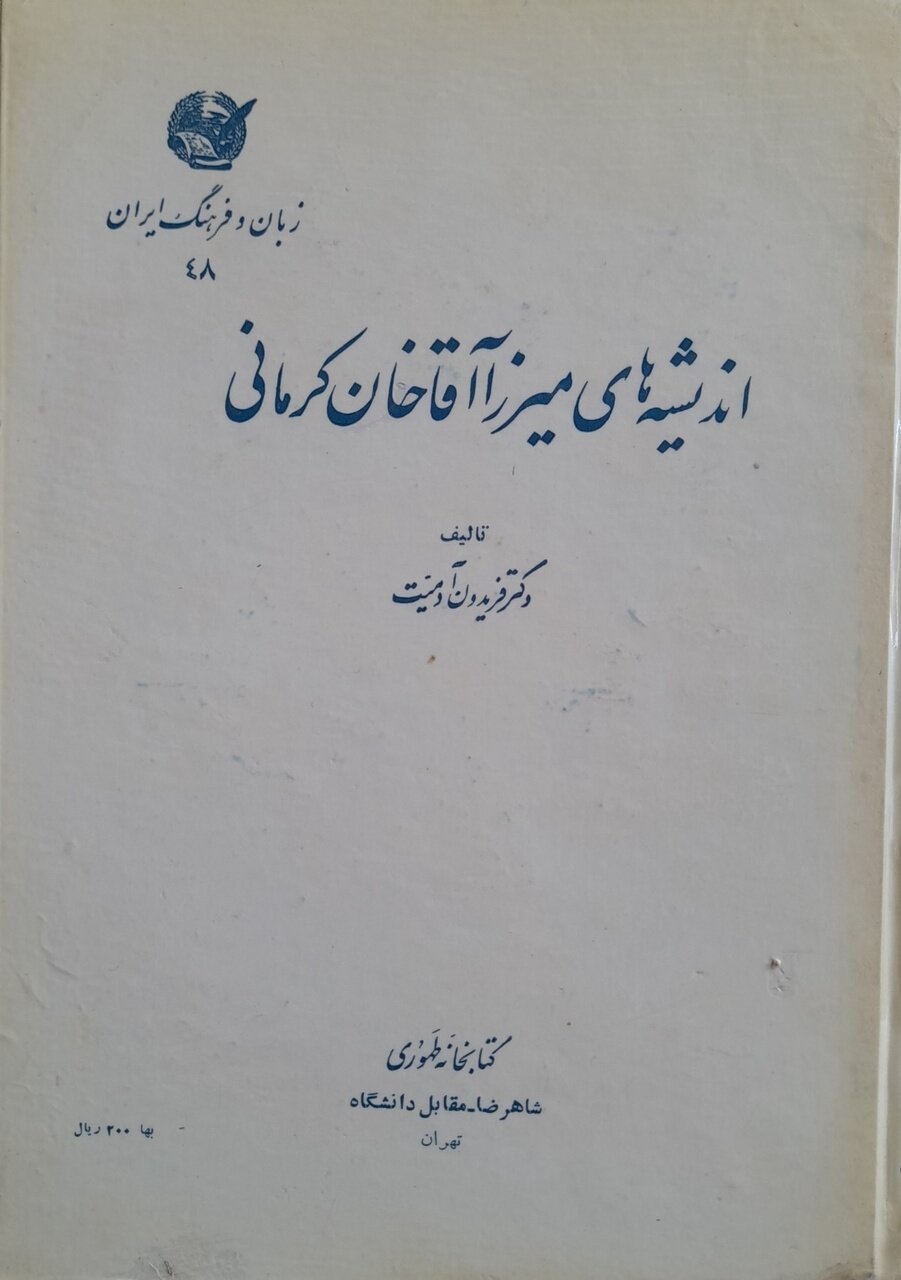 زبان و فرهنگ ایران
٤٨
اندیشه های میرزا آقاخان کرمانی
تالیف
دکتر فریدون آدمیت
کتابخانه طهوری
شاهرضا - مقابل دانشگاه
تهران
بها ۲۰۰ ریال